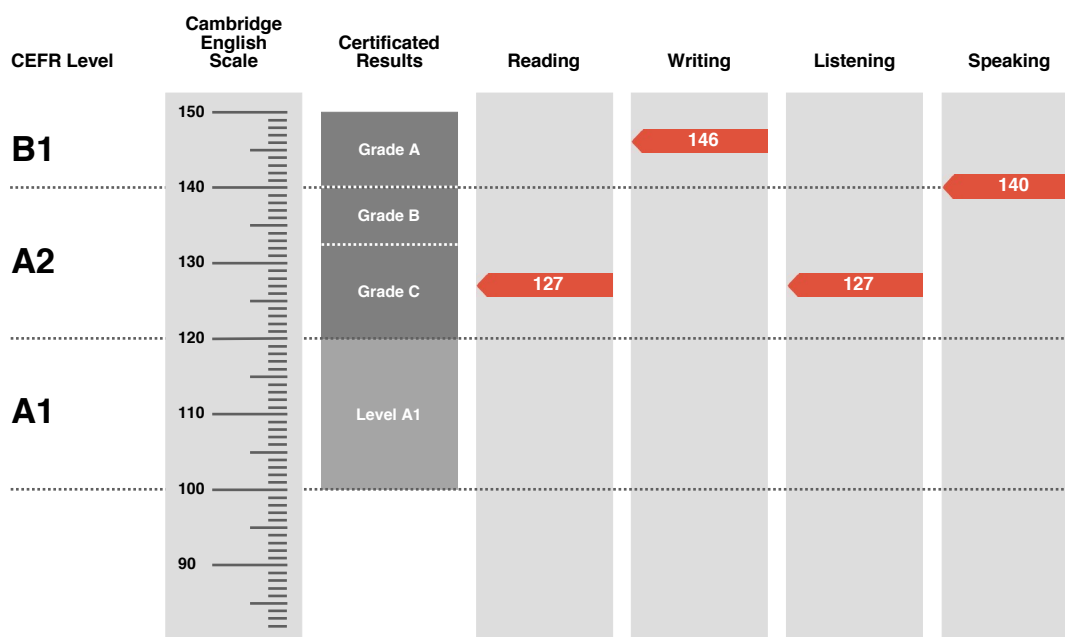 CEFR Level
Cambridge
English
Scale
Certificated
Results
Reading
Writing
Listening
Speaking
150
B1
Grade A
146
140
140
Grade B
A2
130
Grade C
127
127
120
A1
110
Level A1
100
90